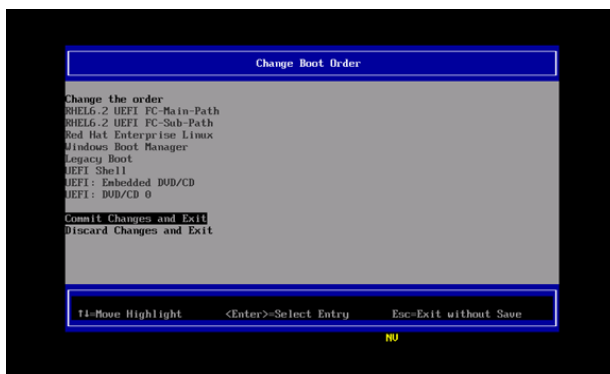 Change Boot Order
Change the order
RHEL6.2 UEFI FC-Main-Path
RHEL6.2 UEFI FC-Sub-Path
Red Hat Enterprise Linux
Windows Boot Manager
Legacy Boot
UEFI Shell
UEFI: Embedded DVD/CD
UEFI: DVD/CD 0
Commit Changes and Exit
Discard Changes and Exit
↑↓=Move Highlight <Enter>=Select Entry Esc=Exit without Save
NV